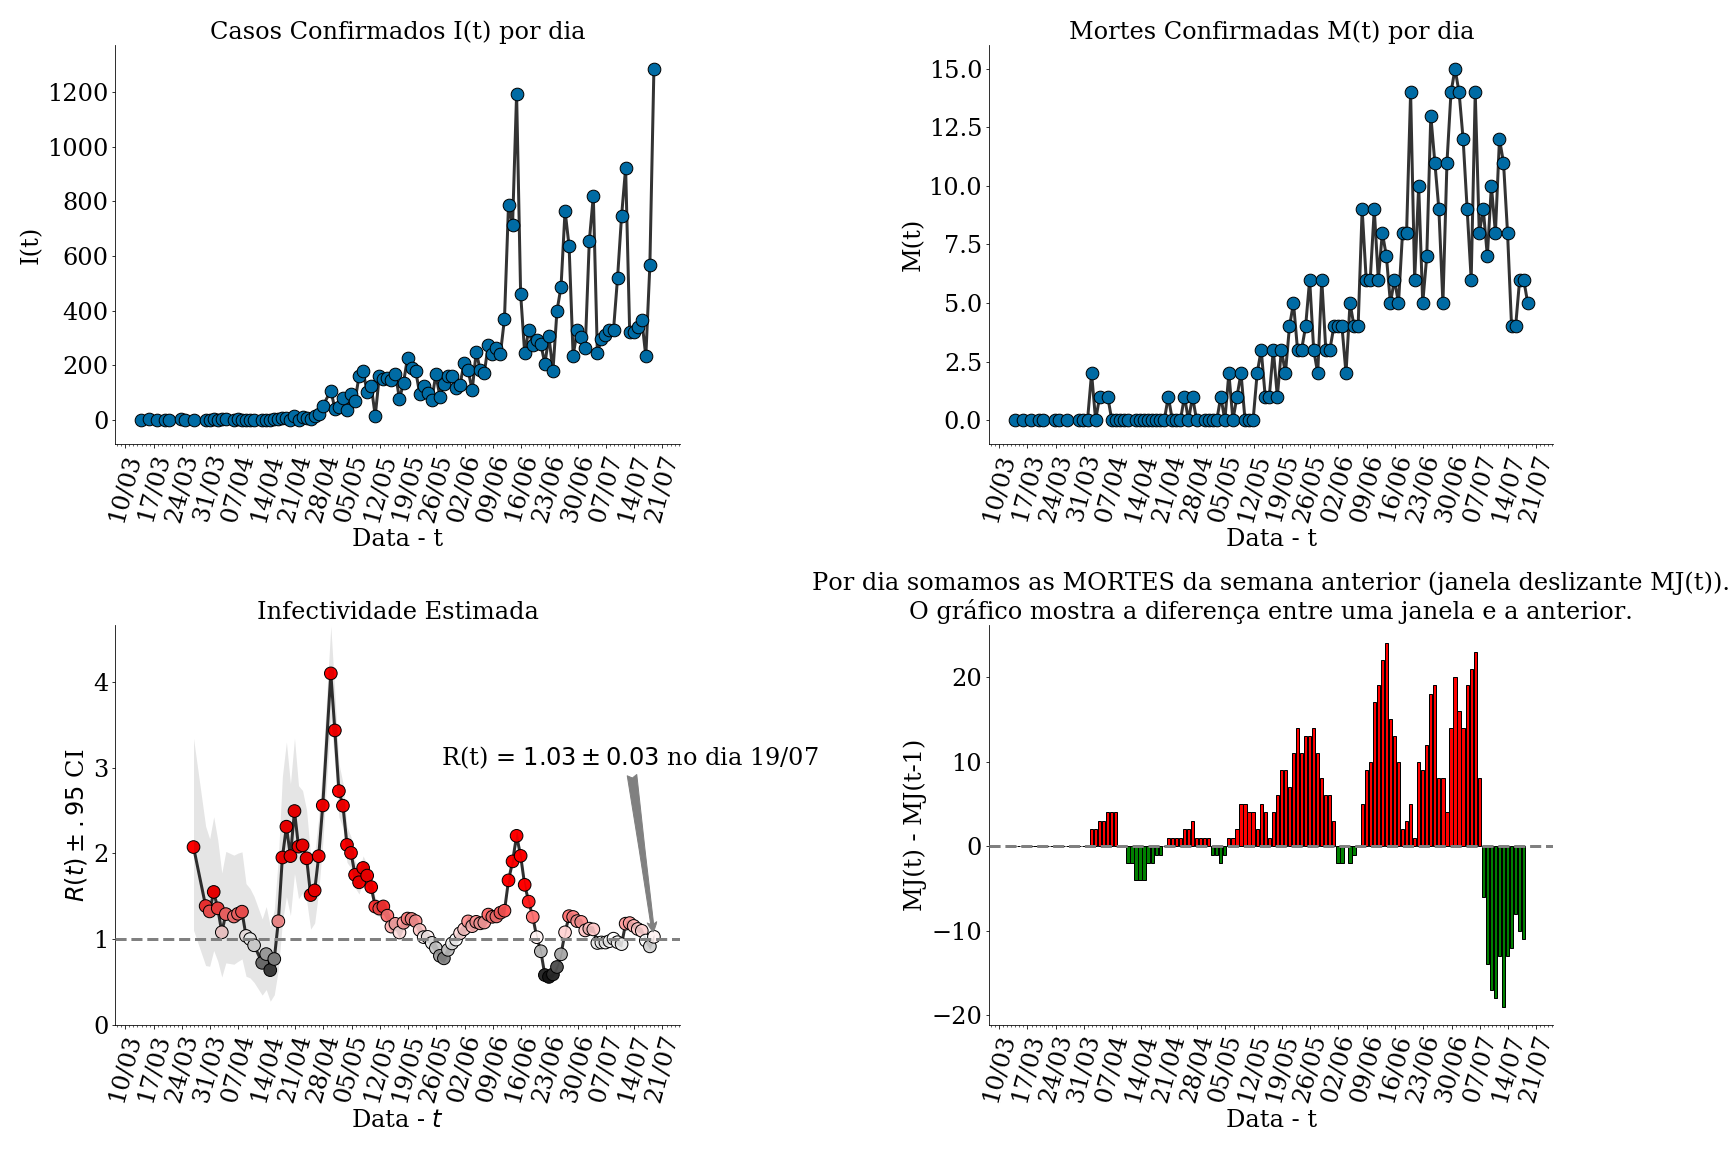 Casos Confirmados I(t) por dia
I(t)
1200
1000
800
600
400
200
0
10/03 17/03 24/03 31/03 07/04 14/04 21/04 28/04 05/05 12/05 19/05 26/05 02/06 09/06 16/06 23/06 30/06 07/07 14/07 21/07
Data - t
Mortes Confirmadas M(t) por dia
M(t)
15.0
12.5
10.0
7.5
5.0
2.5
0.0
10/03 17/03 24/03 31/03 07/04 14/04 21/04 28/04 05/05 12/05 19/05 26/05 02/06 09/06 16/06 23/06 30/06 07/07 14/07 21/07
Data - t
Infectividade Estimada
R(t) ± .95 CI
4
3
2
1
0
R(t) = 1.03 ± 0.03 no dia 19/07
10/03 17/03 24/03 31/03 07/04 14/04 21/04 28/04 05/05 12/05 19/05 26/05 02/06 09/06 16/06 23/06 30/06 07/07 14/07 21/07
Data - t
Por dia somamos as MORTES da semana anterior (janela deslizante MJ(t)).
O gráfico mostra a diferença entre uma janela e a anterior.
MJ(t) - MJ(t-1)
20
10
0
−10
−20
10/03 17/03 24/03 31/03 07/04 14/04 21/04 28/04 05/05 12/05 19/05 26/05 02/06 09/06 16/06 23/06 30/06 07/07 14/07 21/07
Data - t